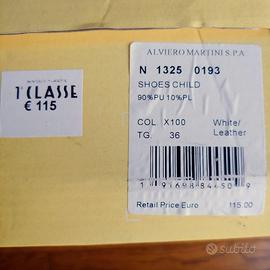 1ª CLASSE
€ 115
ALVIERO MARTINI S.P.A
N 1325 0193
SHOES CHILD
90%PU 10%PL
COL X100 White/
TG. 36 Leather
Retail Price Euro 115.00
subito